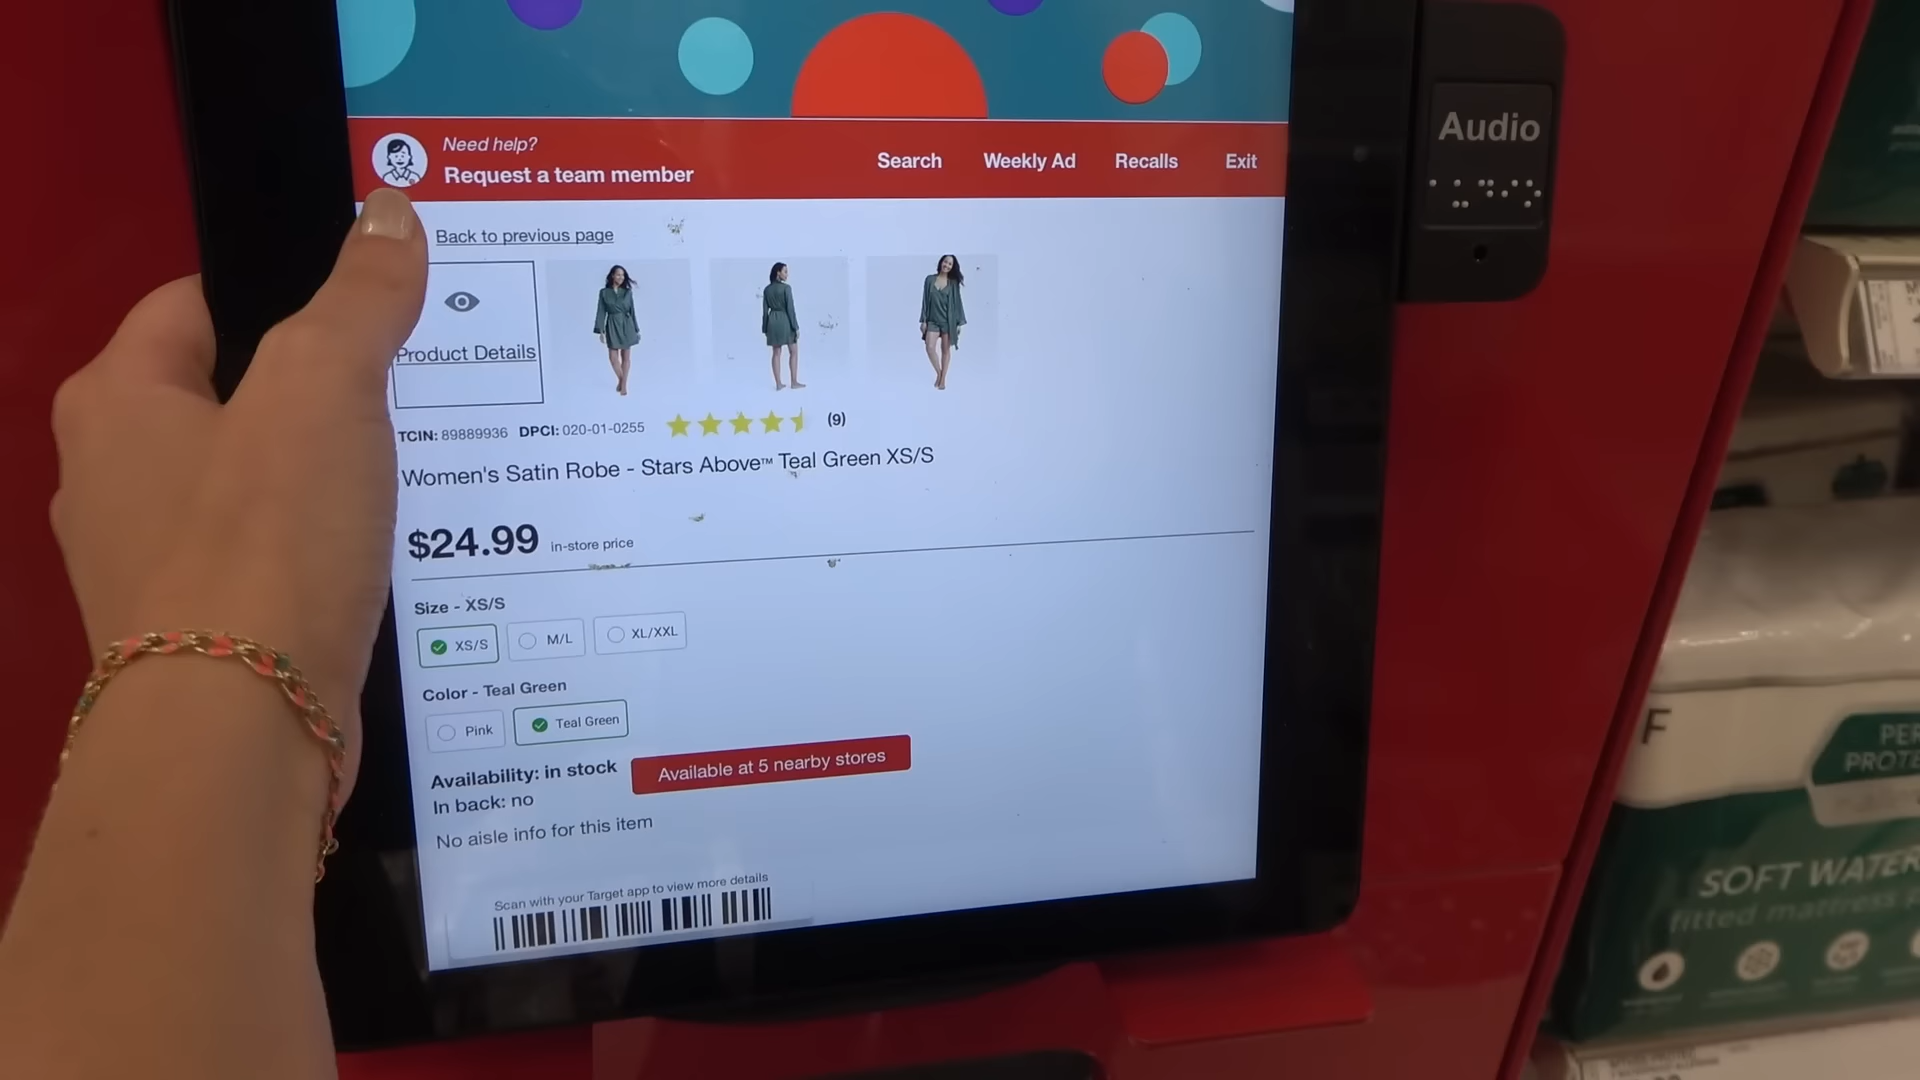 Need help?
Request a team member
Search
Weekly Ad
Recalls
Exit
Audio
Back to previous page
Product Details
TCIN: 89889936 DPCI: 020-01-0255
(9)
Women's Satin Robe - Stars Above™ Teal Green XS/S
$24.99 in-store price
Size - XS/S
XS/S
M/L
XL/XXL
Color - Teal Green
Pink
Teal Green
Availability: in stock
Available at 5 nearby stores
In back: no
No aisle info for this item
Scan with your Target app to view more details
F
SOFT WATER
fitted mattress